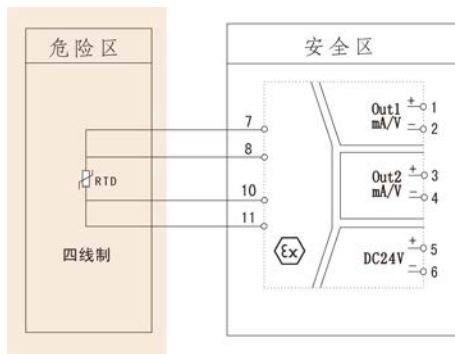 危险区
安全区
7
8
10
11
RTD
四线制
Ex
Out1
mA/V
+ 1
− 2
Out2
mA/V
+ 3
− 4
DC24V
+ 5
− 6